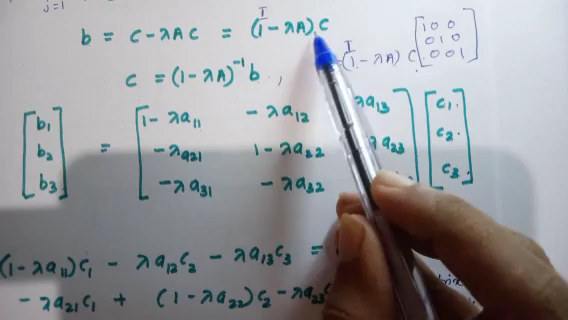 j=1
b = c - λAc = (I - λA)c
= (I - λA) c [1 0 0
0 1 0
0 0 1]
c = (I - λA)⁻¹ b ,
[b₁ = [1 - λa₁₁ - λa₁₂ λa₁₃] [c₁
b₂ - λa₂₁ 1 - λa₂₂ λa₂₃ c₂
b₃] - λa₃₁ - λa₃₂ c₃]
(1 - λa₁₁)c₁ - λa₁₂c₂ - λa₁₃c₃ =
- λa₂₁c₁ + (1 - λa₂₂)c₂ - λa₂₃c